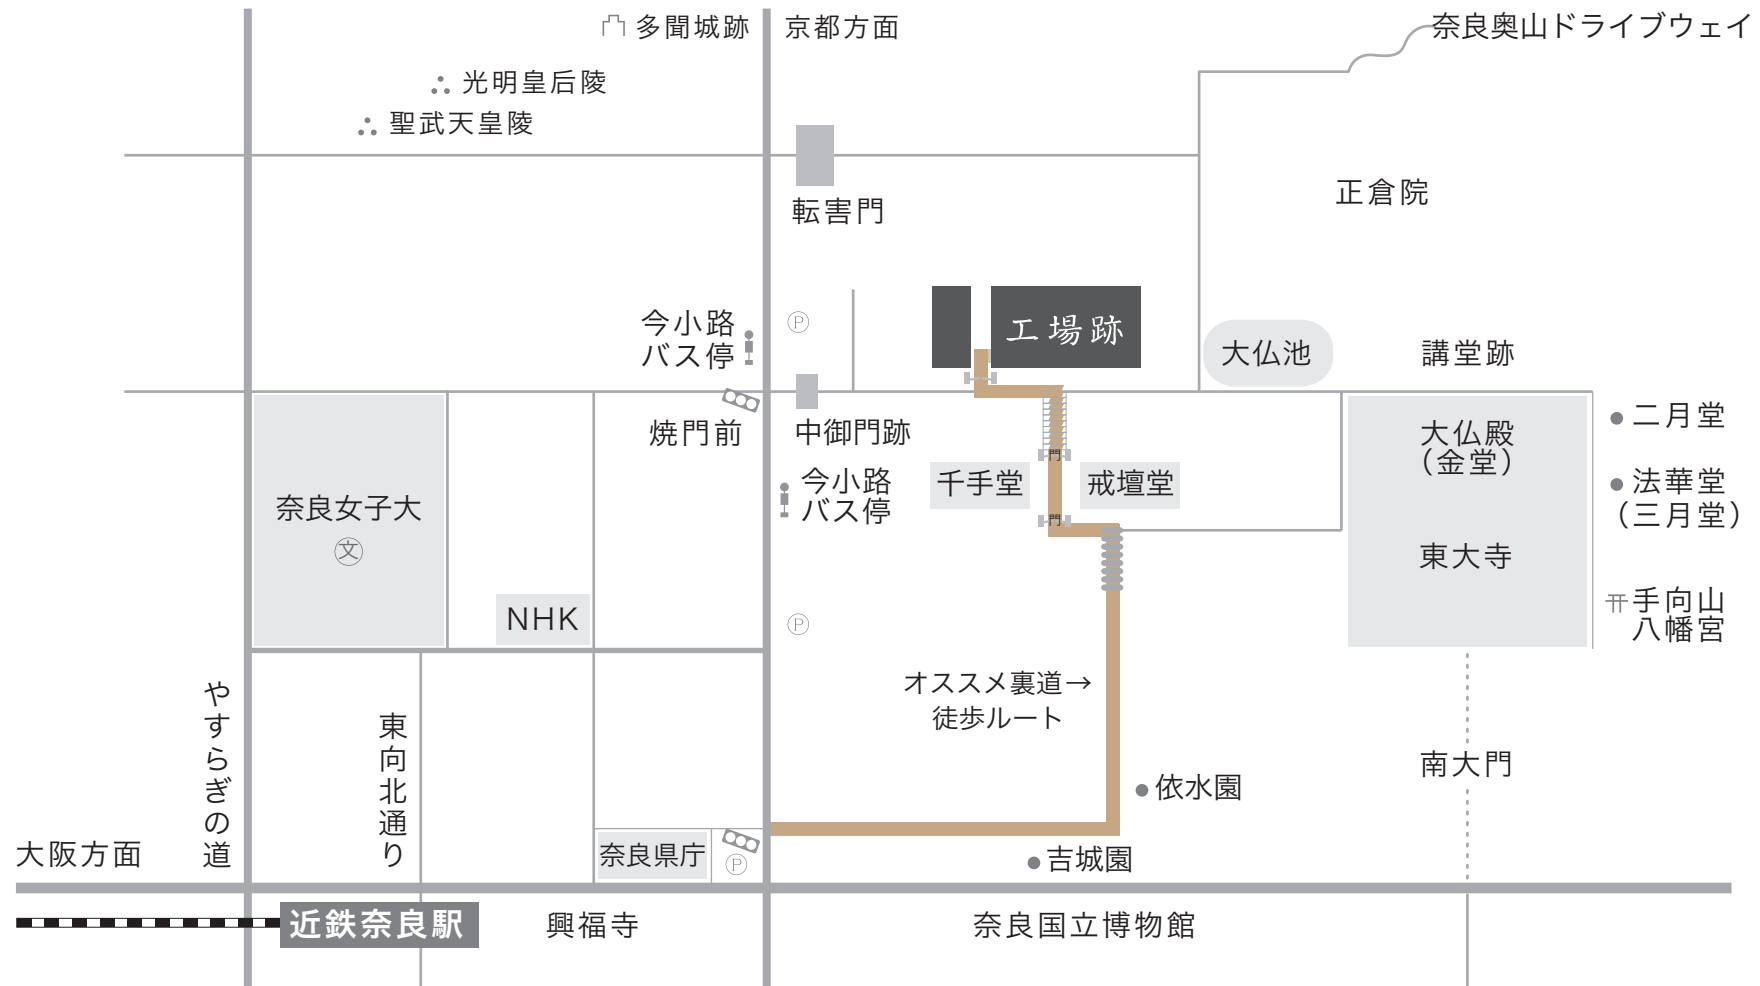 多聞城跡
京都方面
奈良奥山ドライブウェイ
光明皇后陵
聖武天皇陵
正倉院
転害門
今小路
バス停
Ⓟ
工場跡
大仏池
講堂跡
焼門前
中御門跡
大仏殿
(金堂)
二月堂
門
今小路
バス停
千手堂
戒壇堂
法華堂
(三月堂)
奈良女子大
文
門
東大寺
NHK
Ⓟ
手向山
八幡宮
オススメ裏道→
徒歩ルート
やすらぎの道
東向北通り
南大門
依水園
大阪方面
奈良県庁
Ⓟ
吉城園
近鉄奈良駅
興福寺
奈良国立博物館